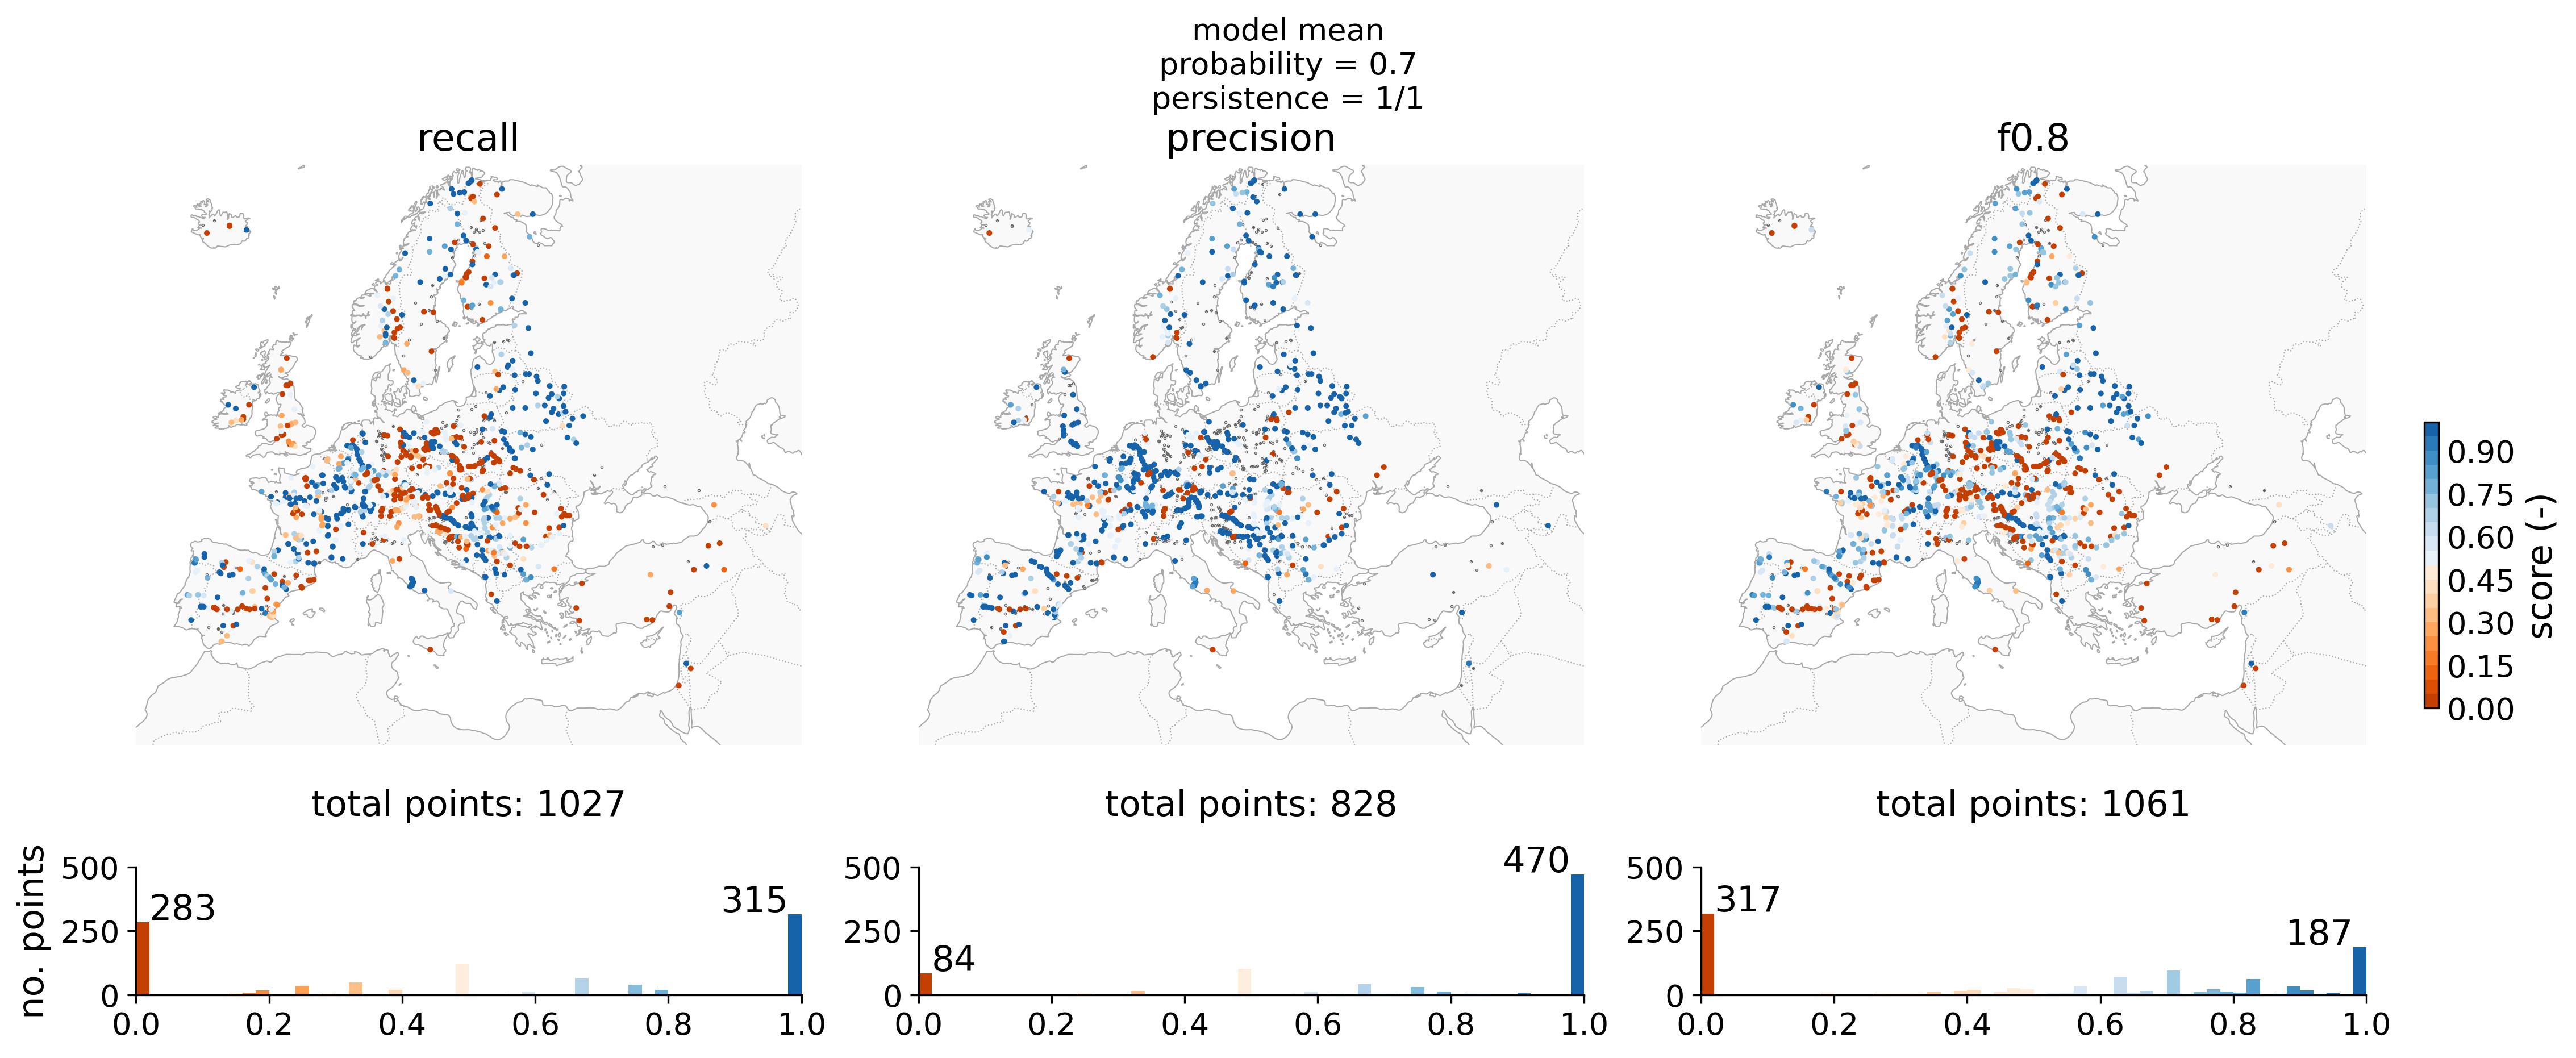 model mean
probability = 0.7
persistence = 1/1
recall
precision
f0.8
0.90
0.75
0.60
0.45
0.30
0.15
0.00
score (-)
total points: 1027
total points: 828
total points: 1061
no. points
500
250
0
283
315
0.0 0.2 0.4 0.6 0.8 1.0
500
250
0
84
470
0.0 0.2 0.4 0.6 0.8 1.0
500
250
0
317
187
0.0 0.2 0.4 0.6 0.8 1.0